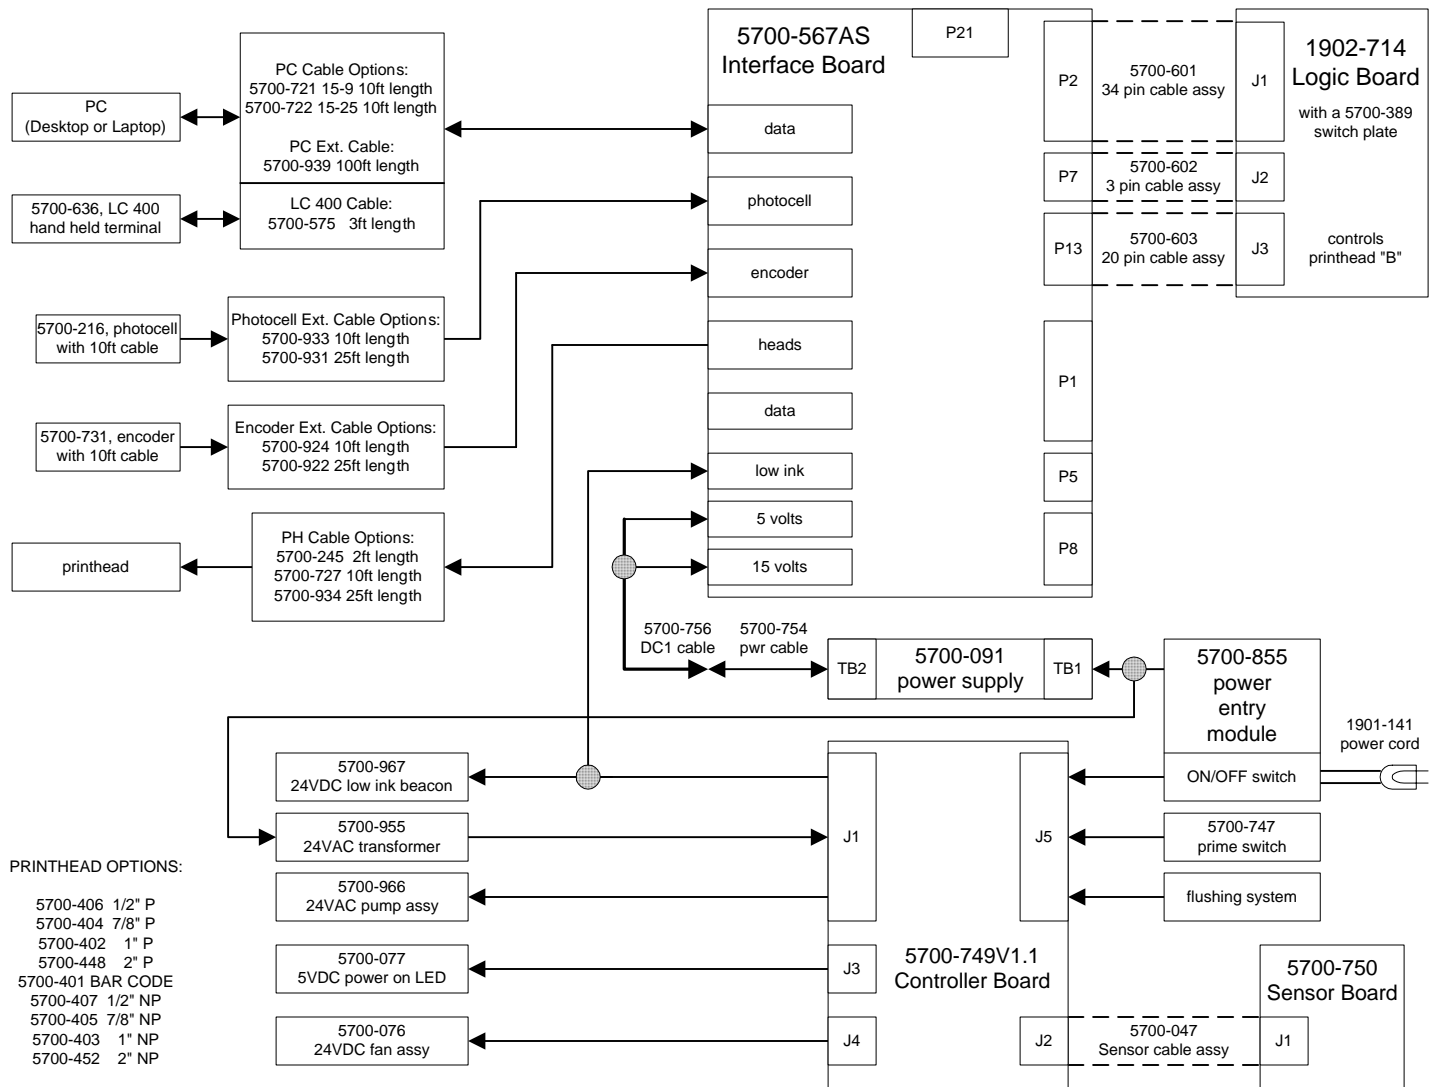 PC
(Desktop or Laptop)
PC Cable Options:
5700-721 15-9 10ft length
5700-722 15-25 10ft length
PC Ext. Cable:
5700-939 100ft length
5700-636, LC 400
hand held terminal
LC 400 Cable:
5700-575 3ft length
5700-216, photocell
with 10ft cable
Photocell Ext. Cable Options:
5700-933 10ft length
5700-931 25ft length
5700-731, encoder
with 10ft cable
Encoder Ext. Cable Options:
5700-924 10ft length
5700-922 25ft length
printhead
PH Cable Options:
5700-245 2ft length
5700-727 10ft length
5700-934 25ft length
5700-567AS
Interface Board
P21
data
photocell
encoder
heads
data
low ink
5 volts
15 volts
P2
P7
P13
P1
P5
P8
5700-601
34 pin cable assy
5700-602
3 pin cable assy
5700-603
20 pin cable assy
J1
J2
J3
1902-714
Logic Board
with a 5700-389
switch plate
controls
printhead "B"
5700-756
DC1 cable
5700-754
pwr cable
TB2
5700-091
power supply
TB1
5700-855
power
entry
module
ON/OFF switch
1901-141
power cord
5700-967
24VDC low ink beacon
5700-955
24VAC transformer
5700-966
24VAC pump assy
5700-077
5VDC power on LED
5700-076
24VDC fan assy
J1
J3
J4
5700-749V1.1
Controller Board
J5
J2
5700-747
prime switch
flushing system
5700-047
Sensor cable assy
5700-750
Sensor Board
J1
PRINTHEAD OPTIONS:
5700-406 1/2" P
5700-404 7/8" P
5700-402 1" P
5700-448 2" P
5700-401 BAR CODE
5700-407 1/2" NP
5700-405 7/8" NP
5700-403 1" NP
5700-452 2" NP